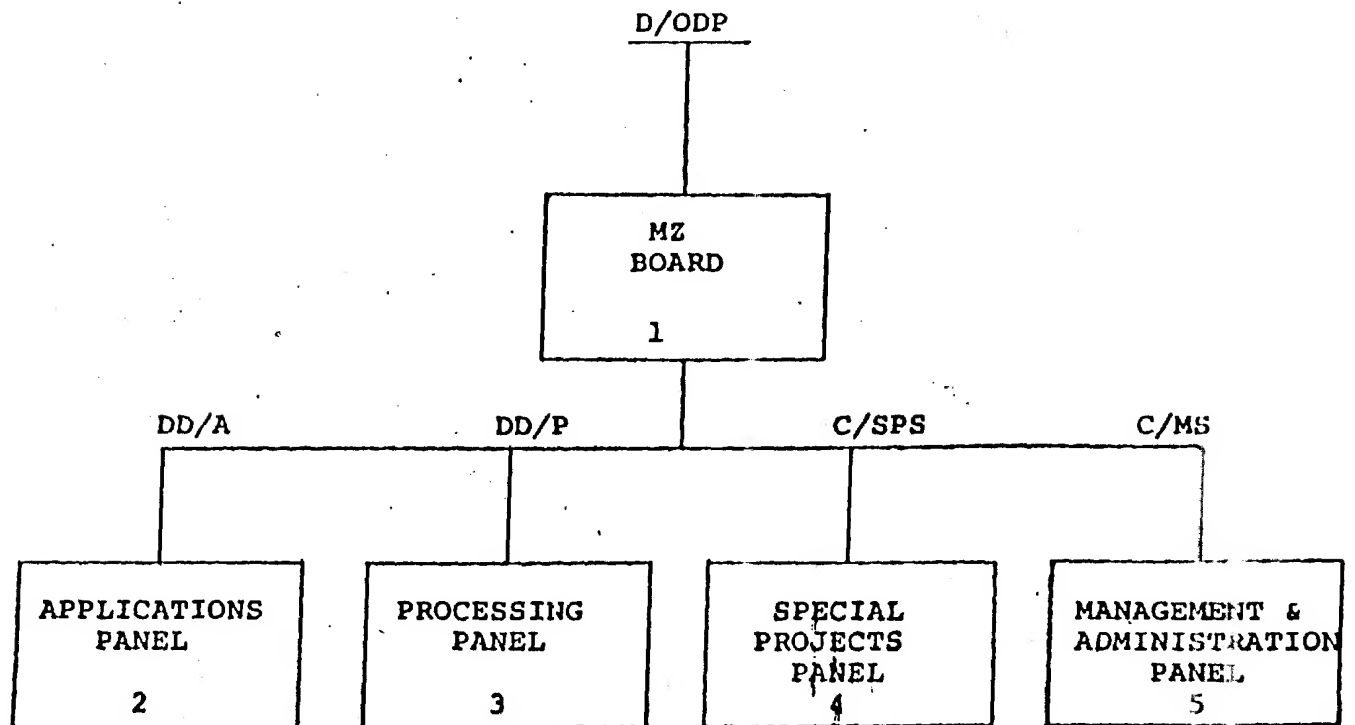 D/ODP
MZ
BOARD
1
DD/A
DD/P
C/SPS
C/MS
APPLICATIONS
PANEL
2
PROCESSING
PANEL
3
SPECIAL
PROJECTS
PANEL
4
MANAGEMENT &
ADMINISTRATION
PANEL
5